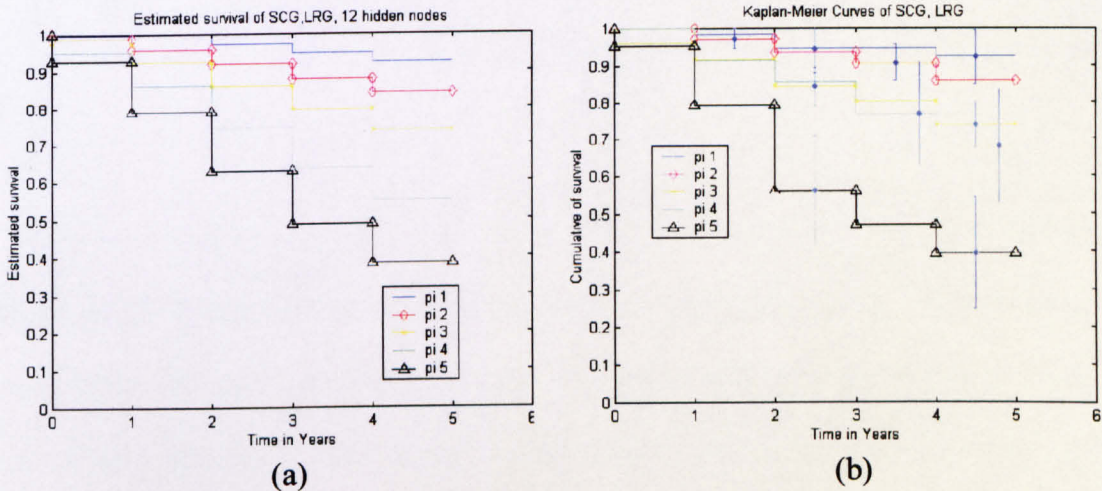 Estimated survival of SCG,LRG, 12 hidden nodes
1
0.9
0.8
0.7
0.6
0.5
0.4
0.3
0.2
0.1
0
Estimated survival
pi 1
pi 2
pi 3
pi 4
pi 5
0 1 2 3 4 5 6
Time in Years
(a)
Kaplan-Meier Curves of SCG, LRG
1
0.9
0.8
0.7
0.6
0.5
0.4
0.3
0.2
0.1
0
Cumulative of survival
pi 1
pi 2
pi 3
pi 4
pi 5
0 1 2 3 4 5 6
Time in Years
(b)